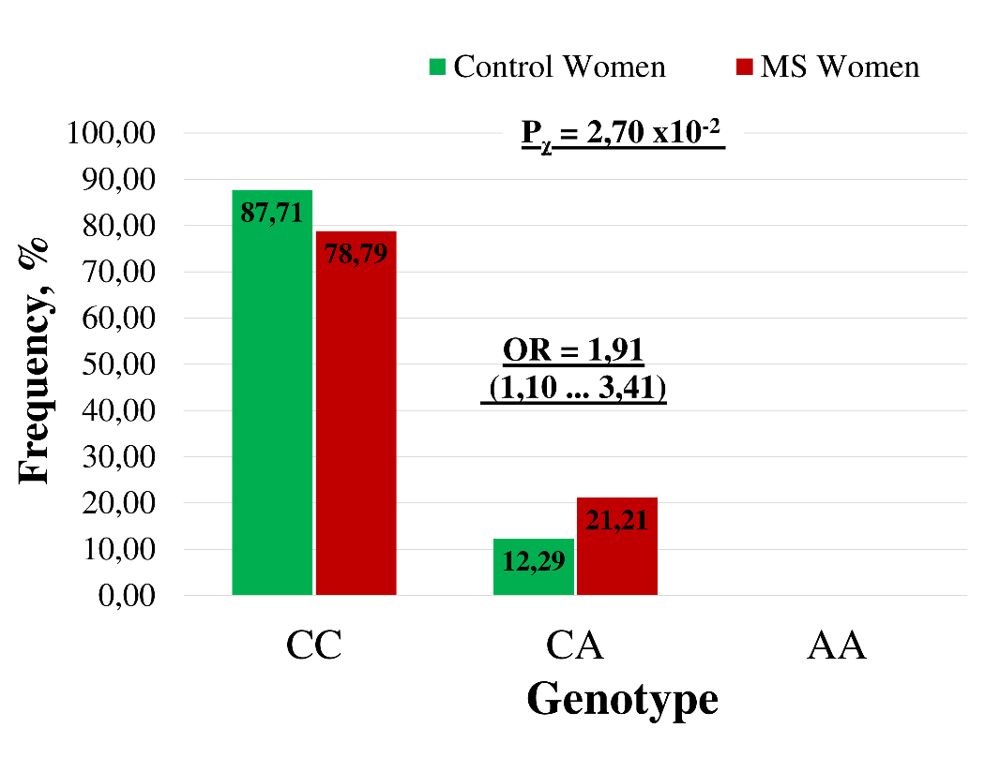 Control Women
MS Women
P𝜒 = 2,70 x10⁻²
100,00
90,00
80,00
70,00
60,00
50,00
40,00
30,00
20,00
10,00
0,00
Frequency, %
87,71
78,79
OR = 1,91
(1,10 ... 3,41)
12,29
21,21
CC
CA
AA
Genotype